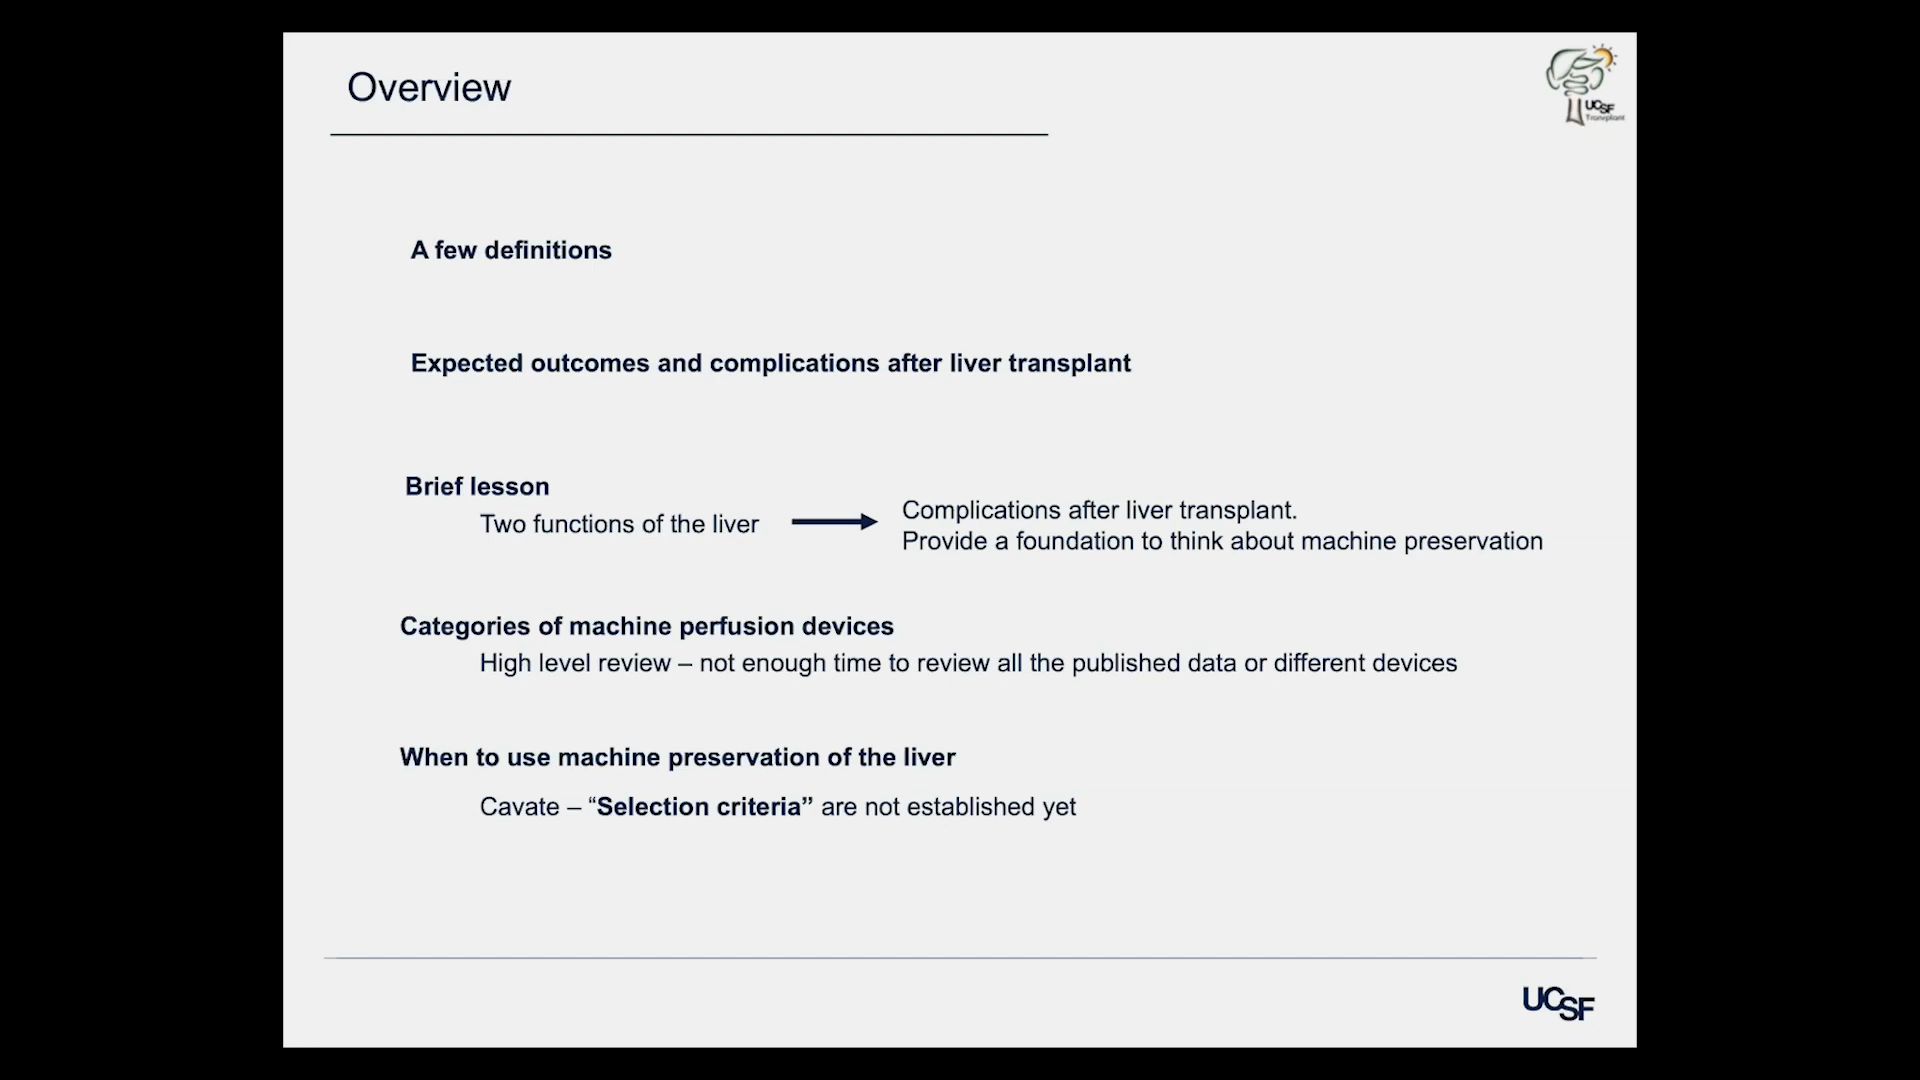 Overview
UCSF
Transplant
A few definitions
Expected outcomes and complications after liver transplant
Brief lesson
Two functions of the liver
Complications after liver transplant.
Provide a foundation to think about machine preservation
Categories of machine perfusion devices
High level review – not enough time to review all the published data or different devices
When to use machine preservation of the liver
Cavate – “Selection criteria” are not established yet
UCSF